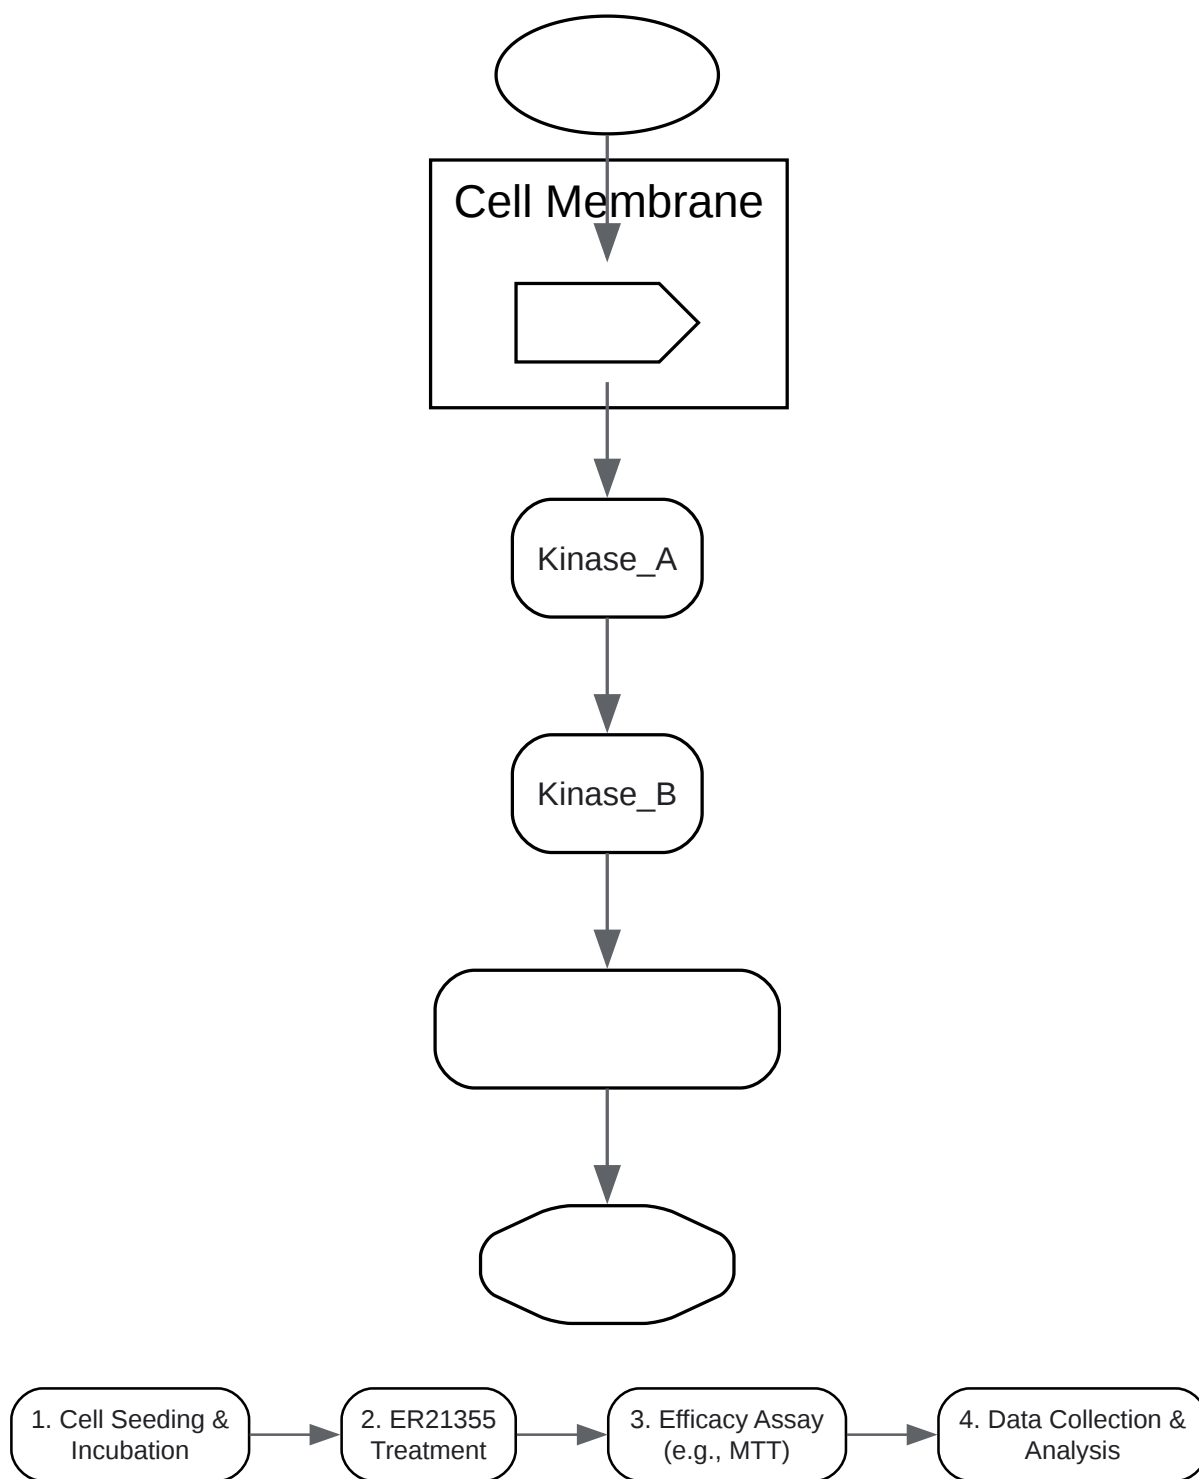 Cell Membrane
Kinase_A
Kinase_B
1. Cell Seeding &
Incubation
2. ER21355
Treatment
3. Efficacy Assay
(e.g., MTT)
4. Data Collection &
Analysis